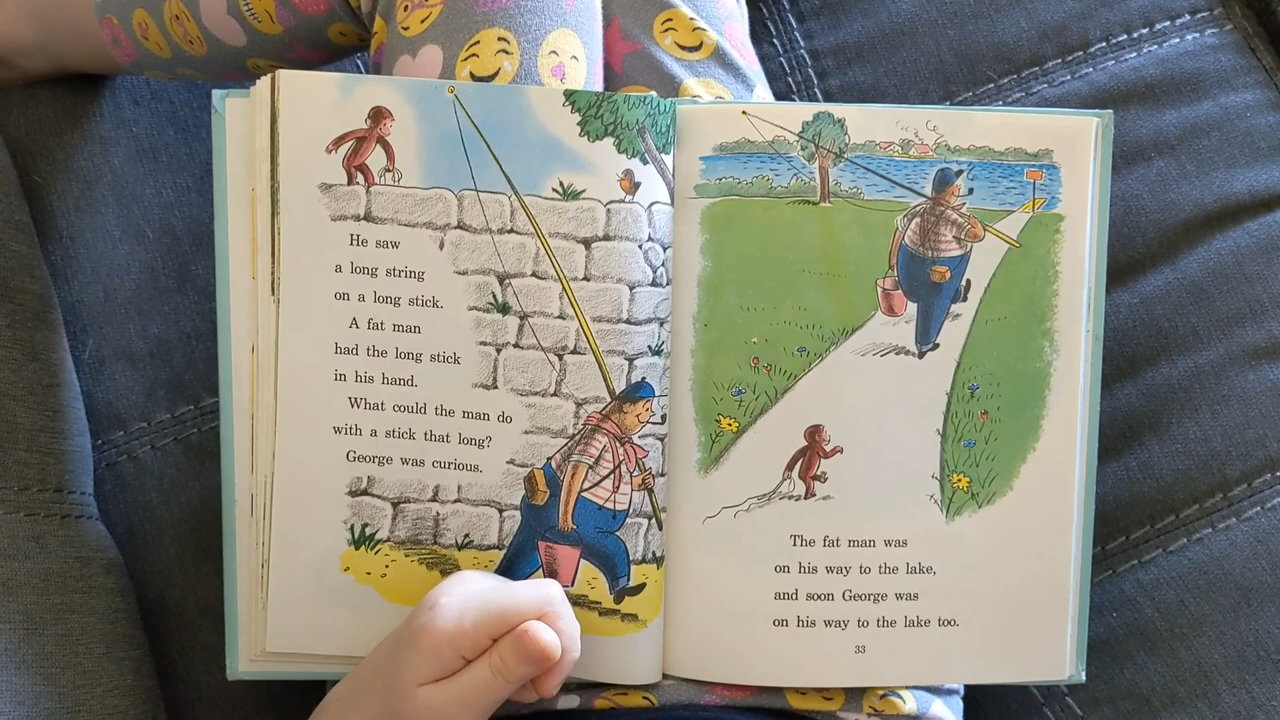 He saw
a long string
on a long stick.
A fat man
had the long stick
in his hand.
What could the man do
with a stick that long?
George was curious.
The fat man was
on his way to the lake,
and soon George was
on his way to the lake too.
33